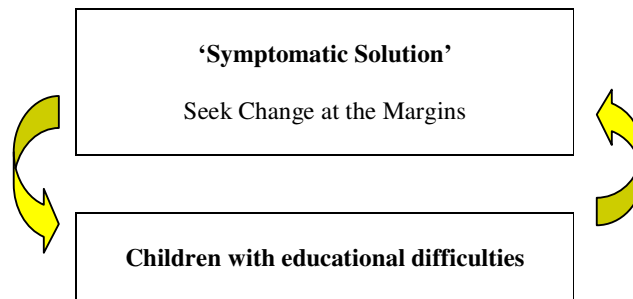 ‘Symptomatic Solution’
Seek Change at the Margins
Children with educational difficulties